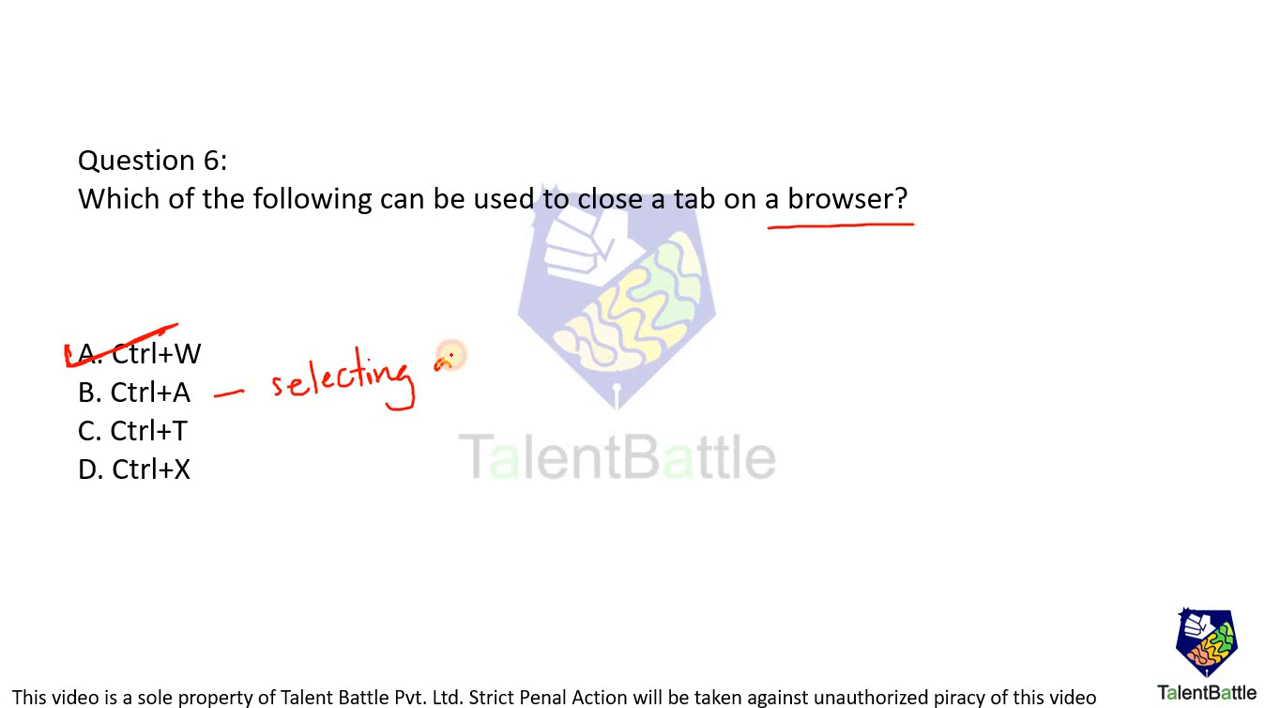 Question 6:
Which of the following can be used to close a tab on a browser?
A. Ctrl+W
B. Ctrl+A — selecting a
C. Ctrl+T
D. Ctrl+X
TalentBattle
TalentBattle
This video is a sole property of Talent Battle Pvt. Ltd. Strict Penal Action will be taken against unauthorized piracy of this video